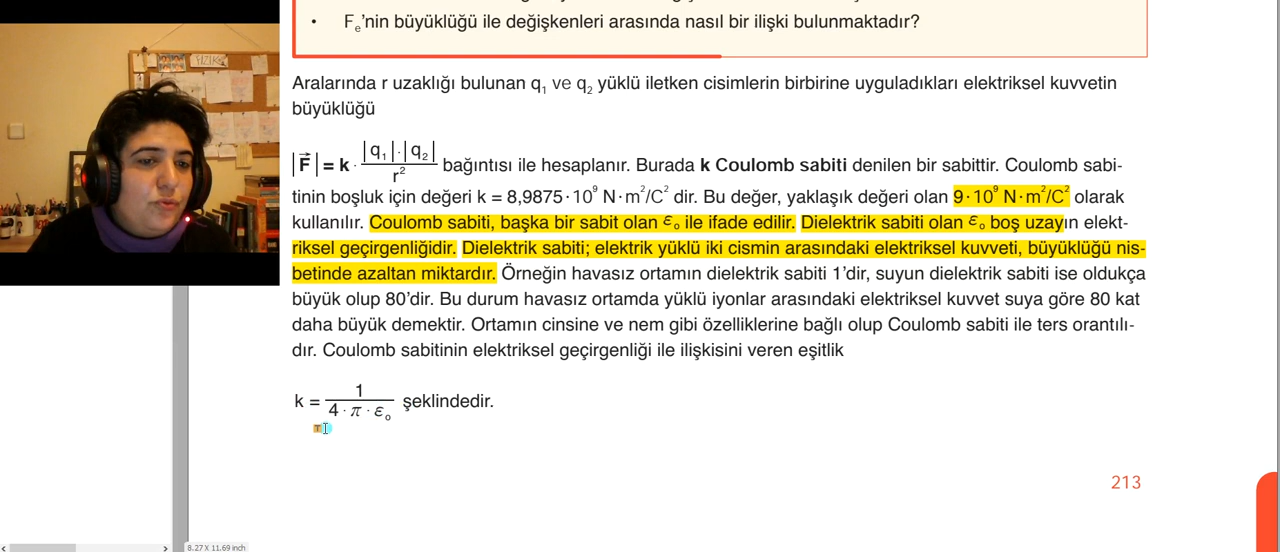 FİZİK
• Fe'nin büyüklüğü ile değişkenleri arasında nasıl bir ilişki bulunmaktadır?
Aralarında r uzaklığı bulunan q₁ ve q₂ yüklü iletken cisimlerin birbirine uyguladıkları elektriksel kuvvetin
büyüklüğü
|F⃗| = k · |q₁|·|q₂| / r² bağıntısı ile hesaplanır. Burada k Coulomb sabiti denilen bir sabittir. Coulomb sabi-
tinin boşluk için değeri k = 8,9875·10⁹ N·m²/C² dir. Bu değer, yaklaşık değeri olan 9·10⁹ N·m²/C² olarak
kullanılır. Coulomb sabiti, başka bir sabit olan εₒ ile ifade edilir. Dielektrik sabiti olan εₒ boş uzayın elekt-
riksel geçirgenliğidir. Dielektrik sabiti; elektrik yüklü iki cismin arasındaki elektriksel kuvveti, büyüklüğü nis-
betinde azaltan miktardır. Örneğin havasız ortamın dielektrik sabiti 1'dir, suyun dielektrik sabiti ise oldukça
büyük olup 80'dir. Bu durum havasız ortamda yüklü iyonlar arasındaki elektriksel kuvvet suya göre 80 kat
daha büyük demektir. Ortamın cinsine ve nem gibi özelliklerine bağlı olup Coulomb sabiti ile ters orantılı-
dır. Coulomb sabitinin elektriksel geçirgenliği ile ilişkisini veren eşitlik
k = 1 / 4 · π · εₒ şeklindedir.
T
213
8.27 X 11.69 inch